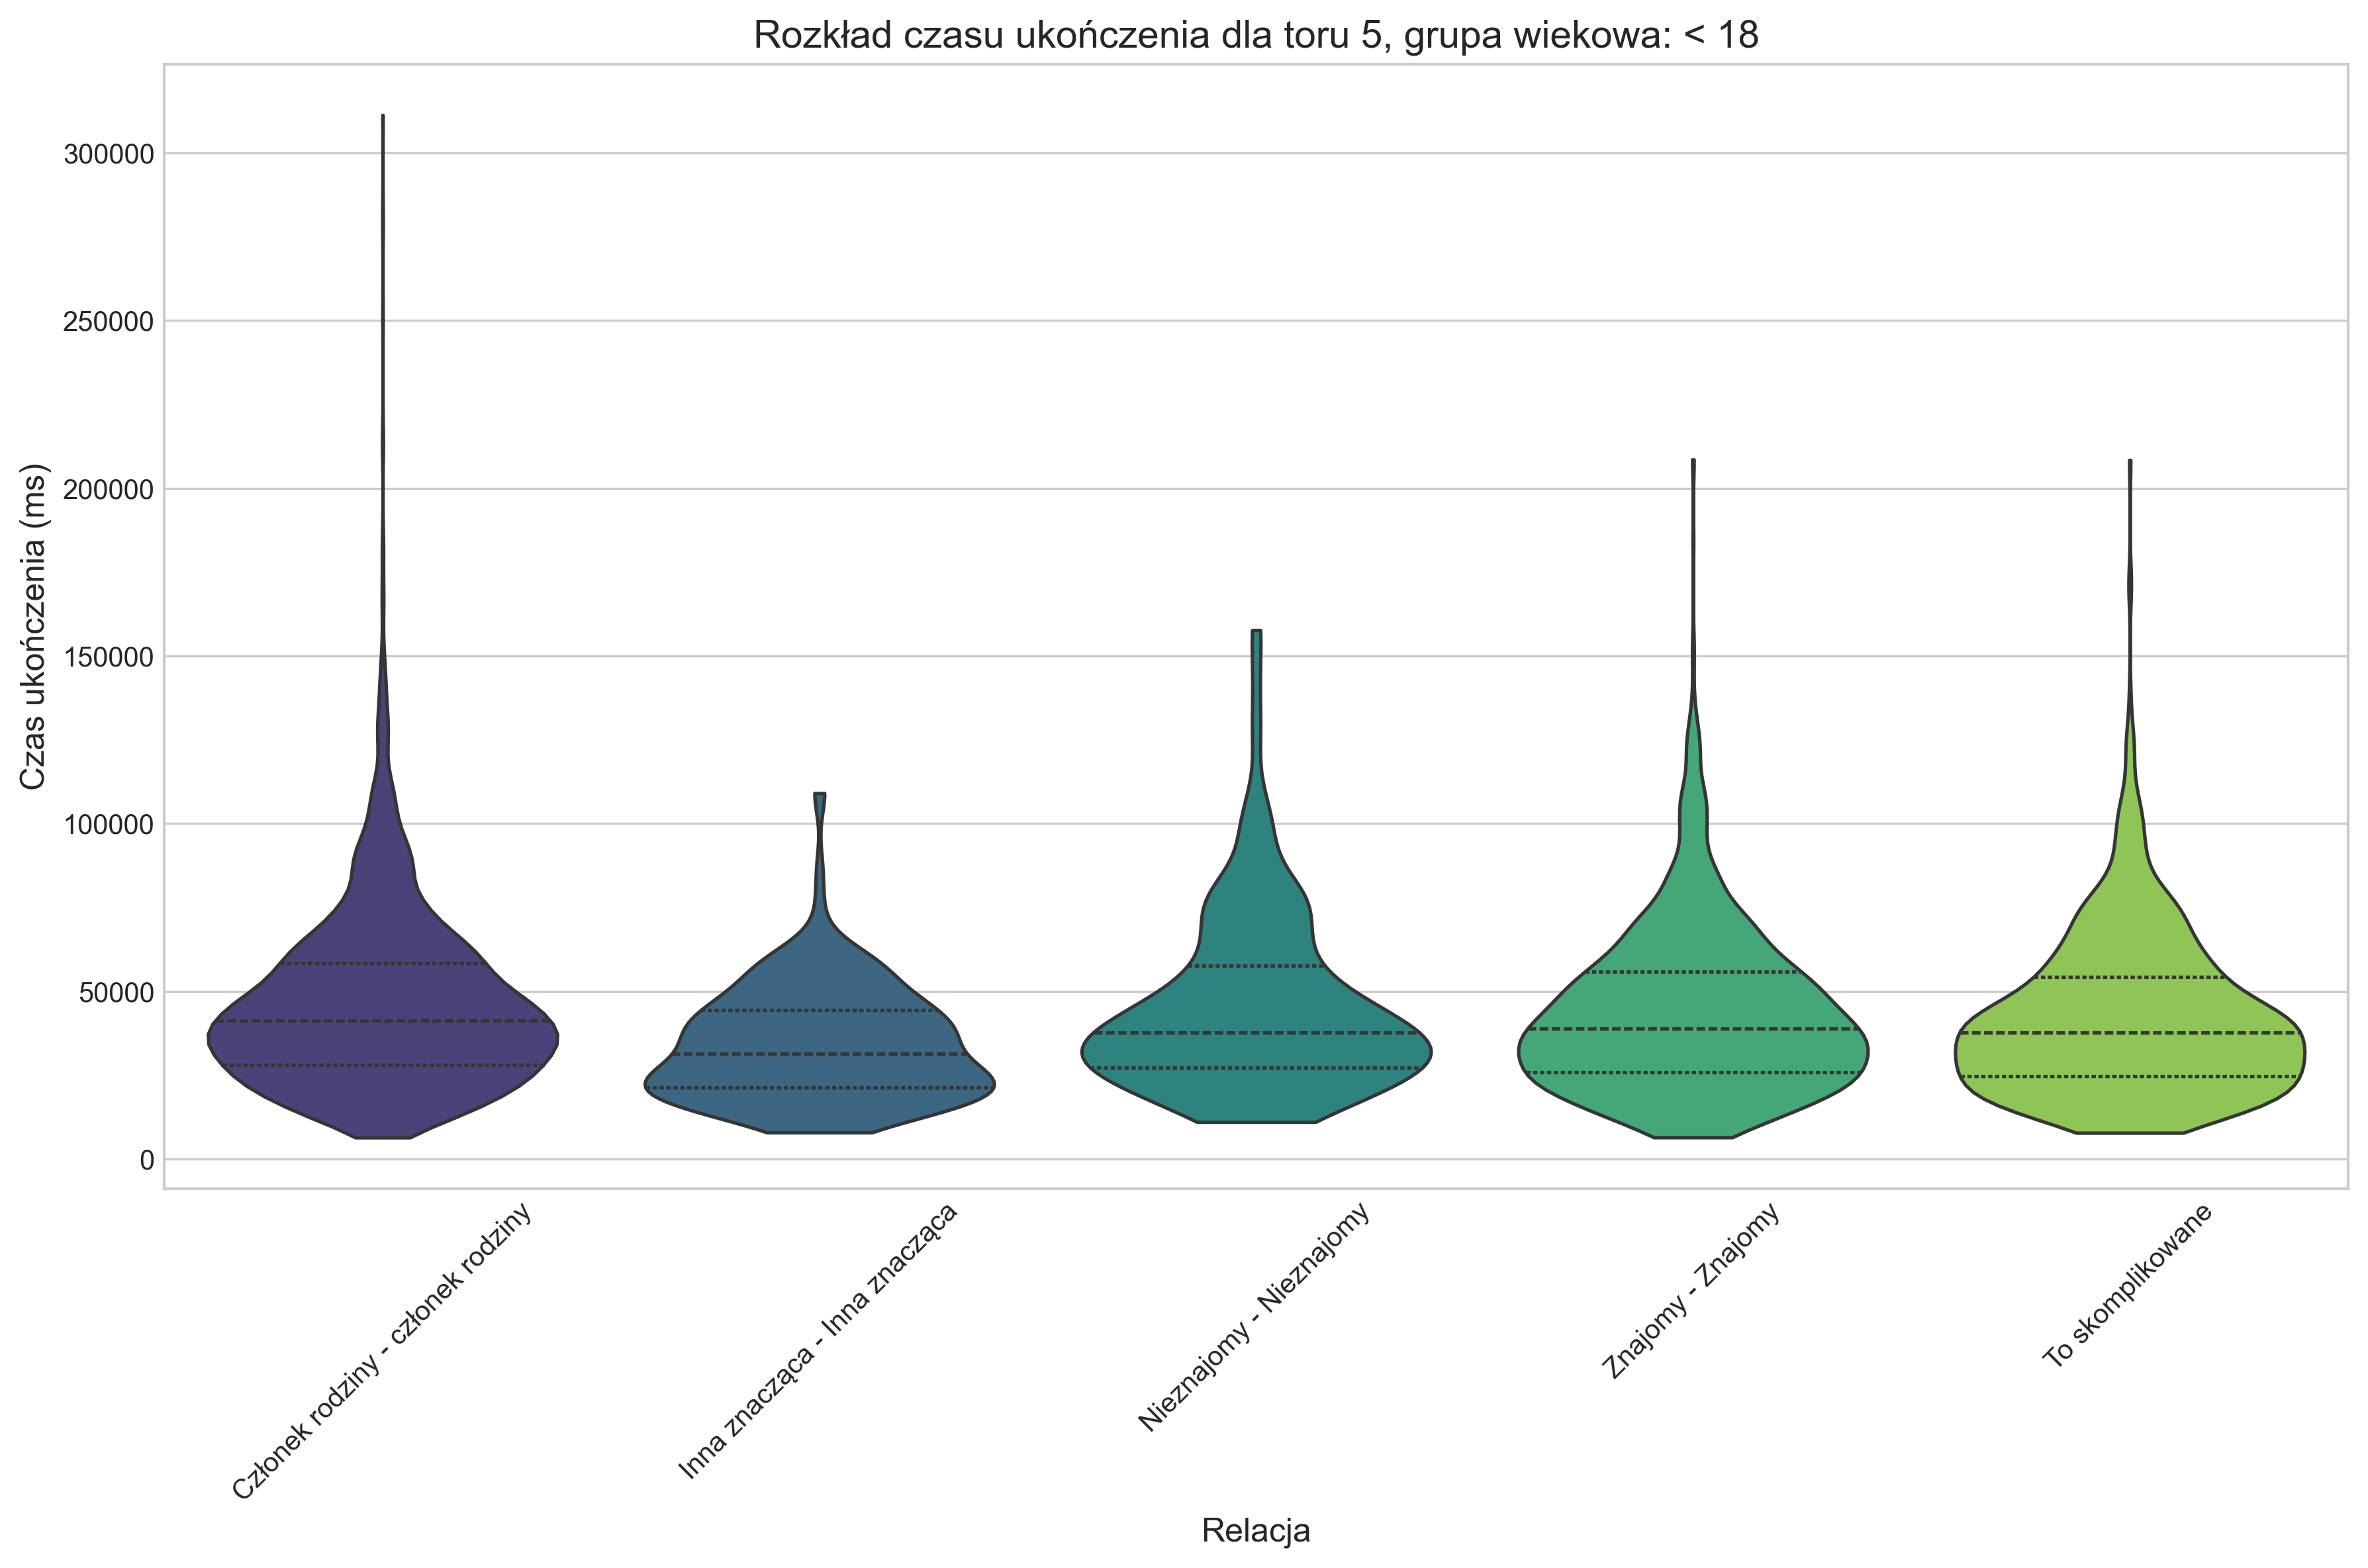 Rozkład czasu ukończenia dla toru 5, grupa wiekowa: < 18
Czas ukończenia (ms)
300000
250000
200000
150000
100000
50000
0
Członek rodziny - członek rodziny
Inna znacząca - Inna znacząca
Nieznajomy - Nieznajomy
Znajomy - Znajomy
To skomplikowane
Relacja